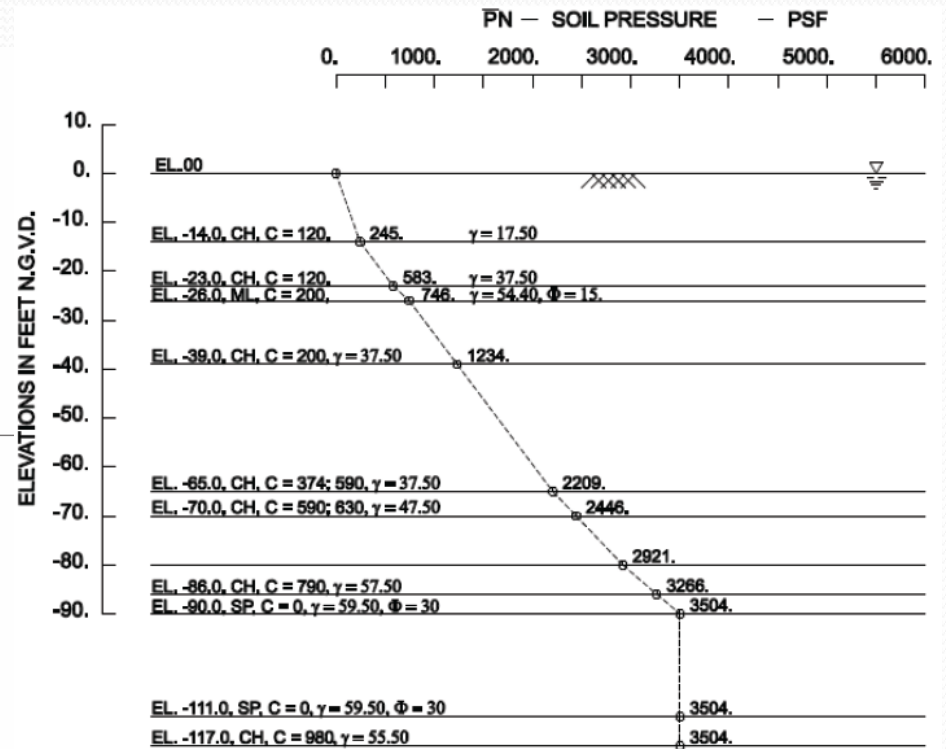 P̅N — SOIL PRESSURE — PSF
0. 1000. 2000. 3000. 4000. 5000. 6000.
ELEVATIONS IN FEET N.G.V.D.
10.
0.
-10.
-20.
-30.
-40.
-50.
-60.
-70.
-80.
-90.
EL.00
EL. -14.0, CH, C = 120, 245. γ = 17.50
EL. -23.0, CH, C = 120, 583. γ = 37.50
EL. -26.0, ML, C = 200, 746. γ = 54.40, Φ = 15.
EL. -39.0, CH, C = 200, γ = 37.50 1234.
EL. -65.0, CH, C = 374; 590, γ = 37.50 2209.
EL. -70.0, CH, C = 590; 630, γ = 47.50 2446.
2921.
EL. -86.0, CH, C = 790, γ = 57.50 3266.
EL. -90.0, SP, C = 0, γ = 59.50, Φ = 30 3504.
EL. -111.0, SP, C = 0, γ = 59.50, Φ = 30 3504.
EL. -117.0, CH, C = 980, γ = 55.50 3504.